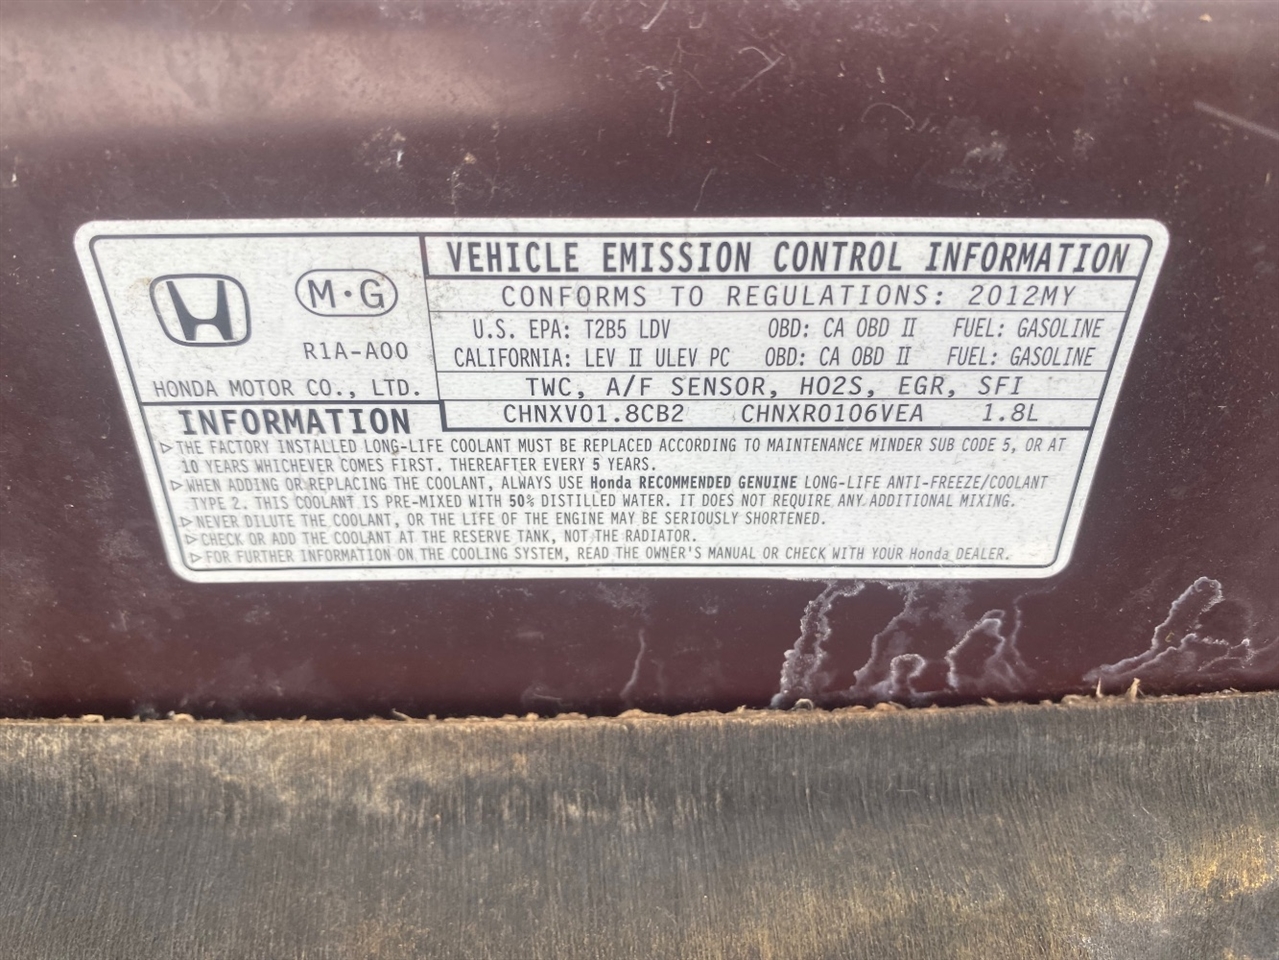 VEHICLE EMISSION CONTROL INFORMATION
M·G
CONFORMS TO REGULATIONS: 2012MY
R1A-A00
U.S. EPA: T2B5 LDV OBD: CA OBD II FUEL: GASOLINE
CALIFORNIA: LEV II ULEV PC OBD: CA OBD II FUEL: GASOLINE
HONDA MOTOR CO., LTD.
TWC, A/F SENSOR, HO2S, EGR, SFI
CHNXV01.8CB2 CHNXR0106VEA 1.8L
INFORMATION
▷THE FACTORY INSTALLED LONG-LIFE COOLANT MUST BE REPLACED ACCORDING TO MAINTENANCE MINDER SUB CODE 5, OR AT
10 YEARS WHICHEVER COMES FIRST. THEREAFTER EVERY 5 YEARS.
▷WHEN ADDING OR REPLACING THE COOLANT, ALWAYS USE Honda RECOMMENDED GENUINE LONG-LIFE ANTI-FREEZE/COOLANT
TYPE 2. THIS COOLANT IS PRE-MIXED WITH 50% DISTILLED WATER. IT DOES NOT REQUIRE ANY ADDITIONAL MIXING.
▷NEVER DILUTE THE COOLANT, OR THE LIFE OF THE ENGINE MAY BE SERIOUSLY SHORTENED.
▷CHECK OR ADD THE COOLANT AT THE RESERVE TANK, NOT THE RADIATOR.
▷FOR FURTHER INFORMATION ON THE COOLING SYSTEM, READ THE OWNER'S MANUAL OR CHECK WITH YOUR Honda DEALER.